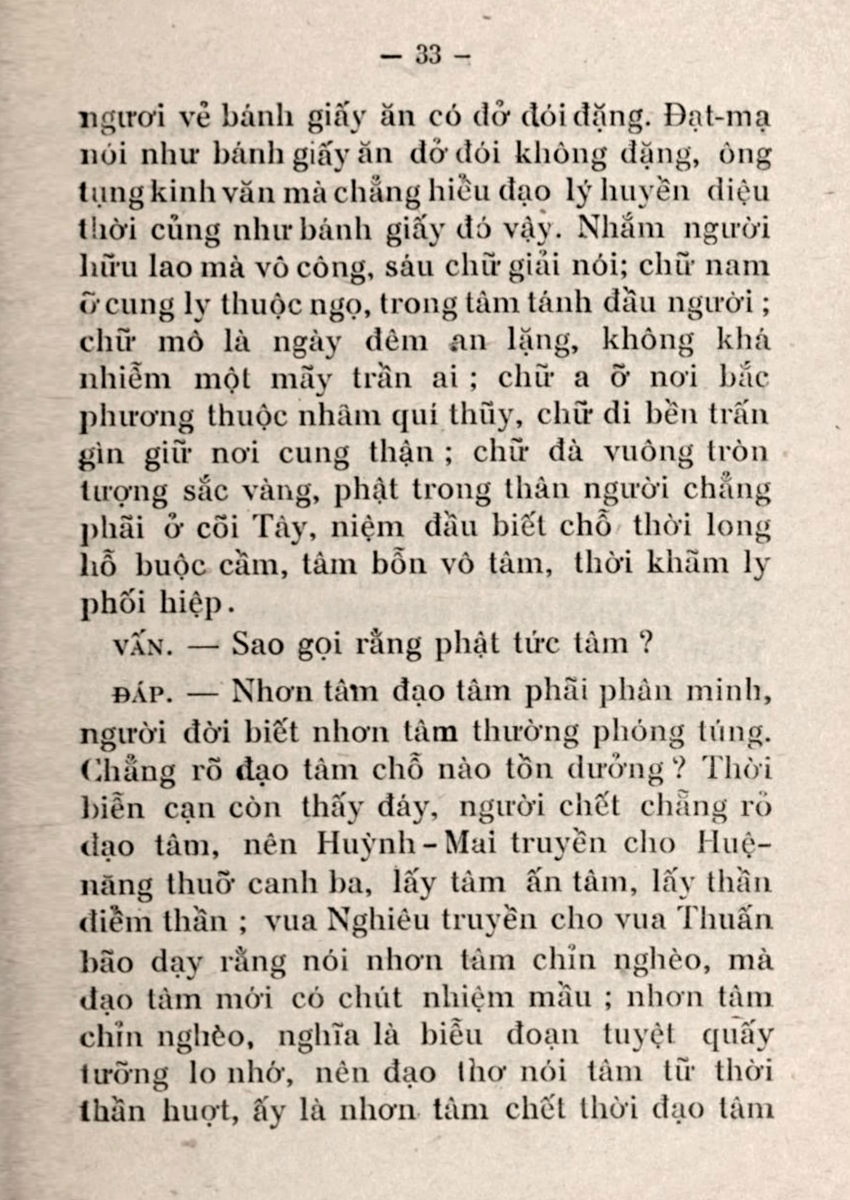 — 33 —
ngươi vẻ bánh giấy ăn có đở đói đặng. Đạt-mạ
nói như bánh giấy ăn đở đói không đặng, ông
tụng kinh văn mà chẳng hiểu đạo lý huyền diệu
thời củng như bánh giấy đó vậy. Nhắm người
hữu lao mà vô công, sáu chữ giải nói; chữ nam
ỡ cung ly thuộc ngọ, trong tâm tánh đầu người ;
chữ mô là ngày đêm an lặng, không khá
nhiễm một mãy trần ai ; chữ a ỡ nơi bắc
phương thuộc nhâm quí thũy, chữ di bền trấn
gìn giữ nơi cung thận ; chữ đà vuông tròn
tượng sắc vàng, phật trong thân người chẳng
phãi ở cõi Tây, niệm đầu biết chỗ thời long
hỗ buộc cầm, tâm bỗn vô tâm, thời khãm ly
phối hiệp.
VẤN. — Sao gọi rằng phật tức tâm ?
ĐÁP. — Nhơn tâm đạo tâm phãi phân minh,
người đời biết nhơn tâm thường phóng túng.
Chẳng rõ đạo tâm chỗ nào tồn dưởng ? Thời
biễn cạn còn thấy đáy, người chết chẵng rỏ
đạo tâm, nên Huỳnh-Mai truyền cho Huệ-
năng thuỡ canh ba, lấy tâm ấn tâm, lấy thần
điểm thần ; vua Nghiêu truyền cho vua Thuấn
bão dạy rằng nói nhơn tâm chỉn nghèo, mà
đạo tâm mới có chút nhiệm mầu ; nhơn tâm
chỉn nghèo, nghĩa là biễu đoạn tuyệt quấy
tưỡng lo nhớ, nên đạo thơ nói tâm tữ thời
thần huợt, ấy là nhơn tâm chết thời đạo tâm